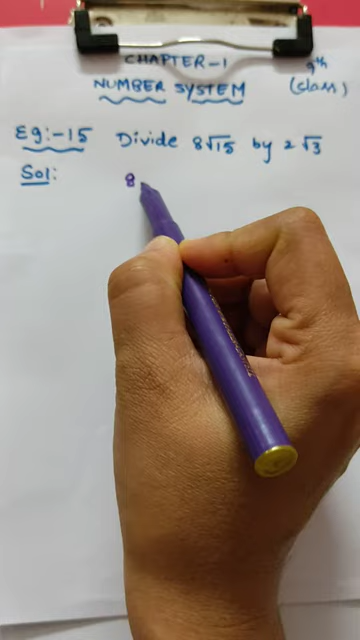 CHAPTER-1 9th
NUMBER SYSTEM (class)
Eg:-15 Divide 8√15 by 2√3
Sol:
8